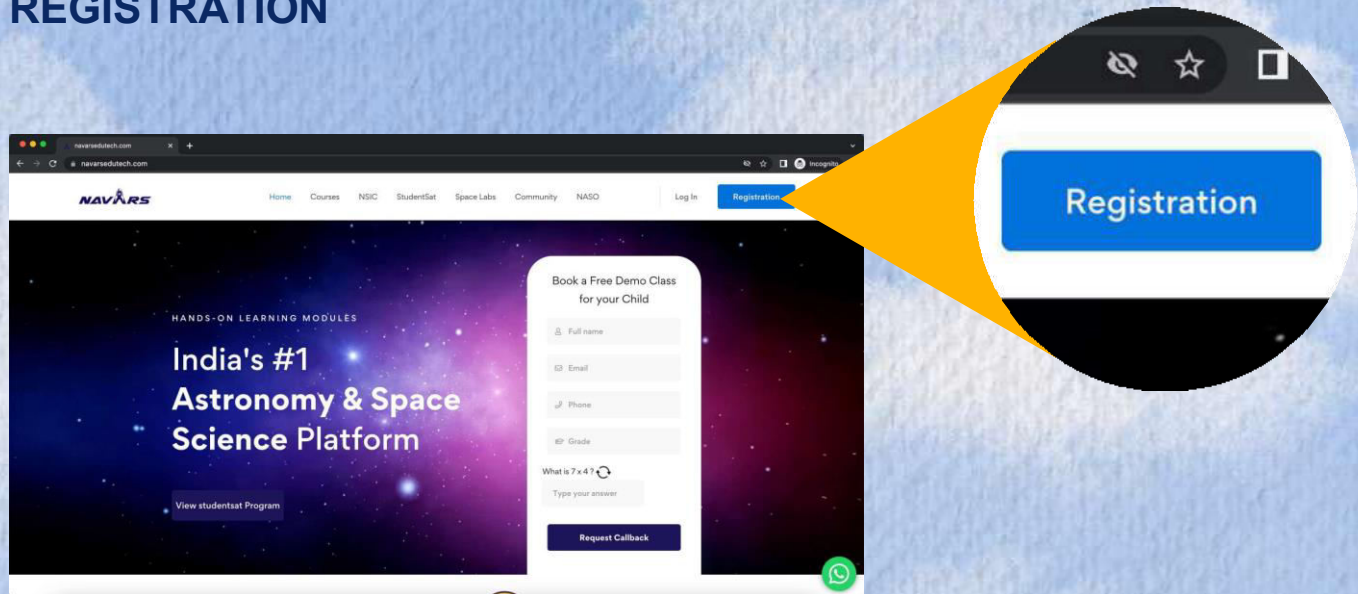 REGISTRATION
navarsedutech.com
navarsedutech.com
Incognito
NAVARS
Home Courses NSIC StudentSat Space Labs Community NASO Log In Registration
Registration
HANDS-ON LEARNING MODULES
India's #1
Astronomy & Space
Science Platform
View studentsat Program
Book a Free Demo Class
for your Child
Full name
Email
Phone
Grade
What is 7 x 4 ?
Type your answer
Request Callback